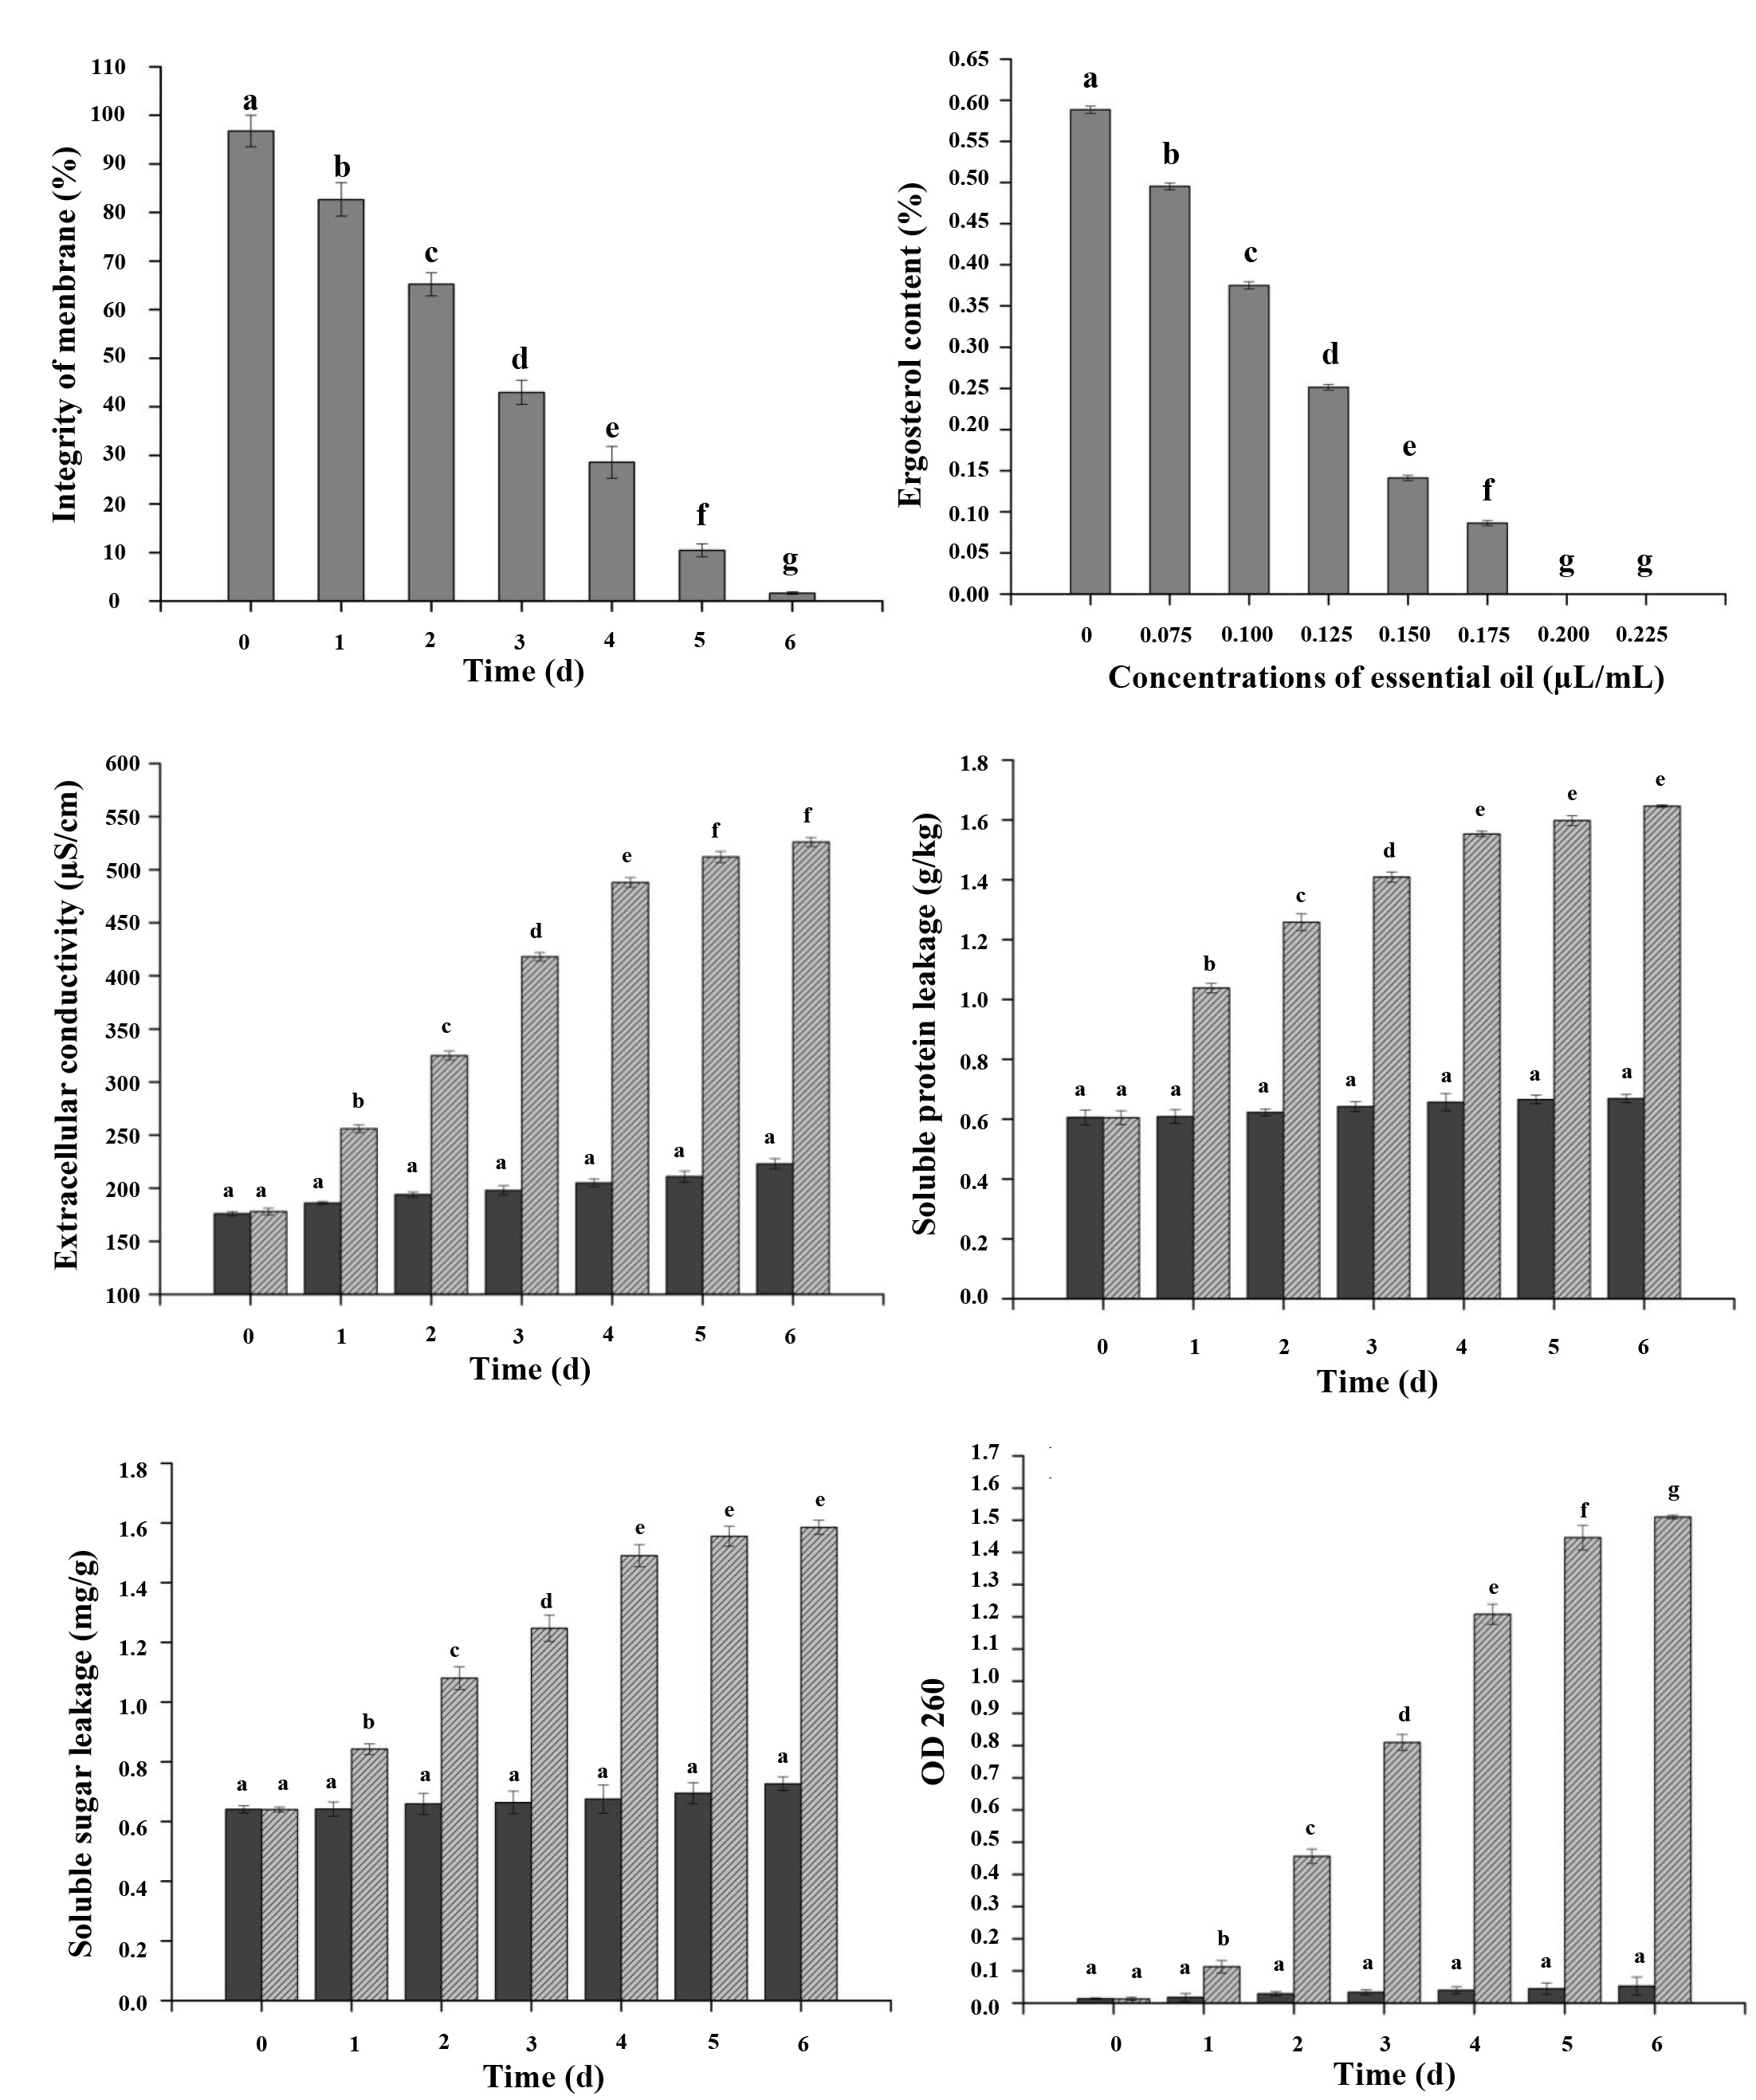 Integrity of menbrane (%)
110
100
90
80
70
60
50
40
30
20
10
0
a
b
c
d
e
f
g
0 1 2 3 4 5 6
Time (d)
Ergosterol content (%)
0.65
0.60
0.55
0.50
0.45
0.40
0.35
0.30
0.25
0.20
0.15
0.10
0.05
0.00
a
b
c
d
e
f
g g
0 0.075 0.100 0.125 0.150 0.175 0.200 0.225
Concentrations of essential oil (μL/mL)
Extracellular conductivity (μS/cm)
600
550
500
450
400
350
300
250
200
150
100
a a a b a c a d a e a f a f
0 1 2 3 4 5 6
Time (d)
Soluble protein leakage (g/kg)
1.8
1.6
1.4
1.2
1.0
0.8
0.6
0.4
0.2
0.0
a a a b a c a d a e a e a e
0 1 2 3 4 5 6
Time (d)
Soluble sugar leakage (mg/g)
1.8
1.6
1.4
1.2
1.0
0.8
0.6
0.4
0.2
0.0
a a a b a c a d a e a e a e
0 1 2 3 4 5 6
Time (d)
OD 260
1.7
1.6
1.5
1.4
1.3
1.2
1.1
1.0
0.9
0.8
0.7
0.6
0.5
0.4
0.3
0.2
0.1
0.0
a a a b a c a d a e a f a g
0 1 2 3 4 5 6
Time (d)